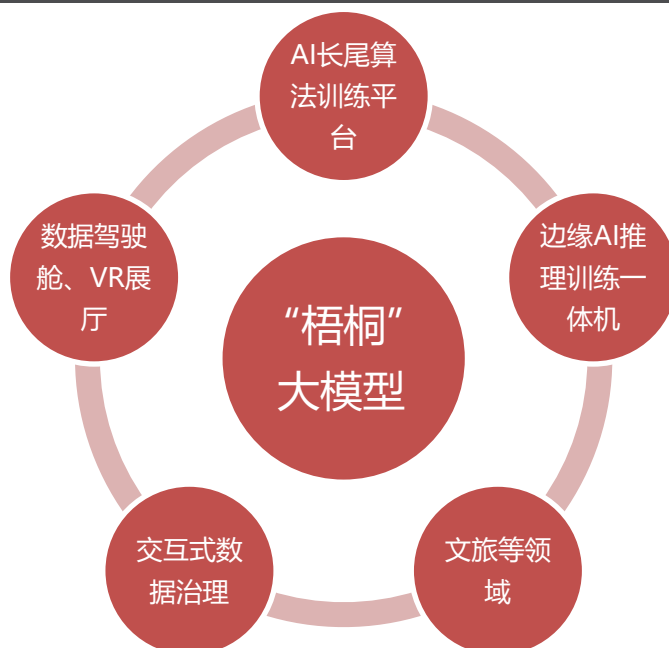 AI长尾算
法训练平
台
数据驾驶
舱、VR展
厅
边缘AI推
理训练一
体机
“梧桐”
大模型
交互式数
据治理
文旅等领
域